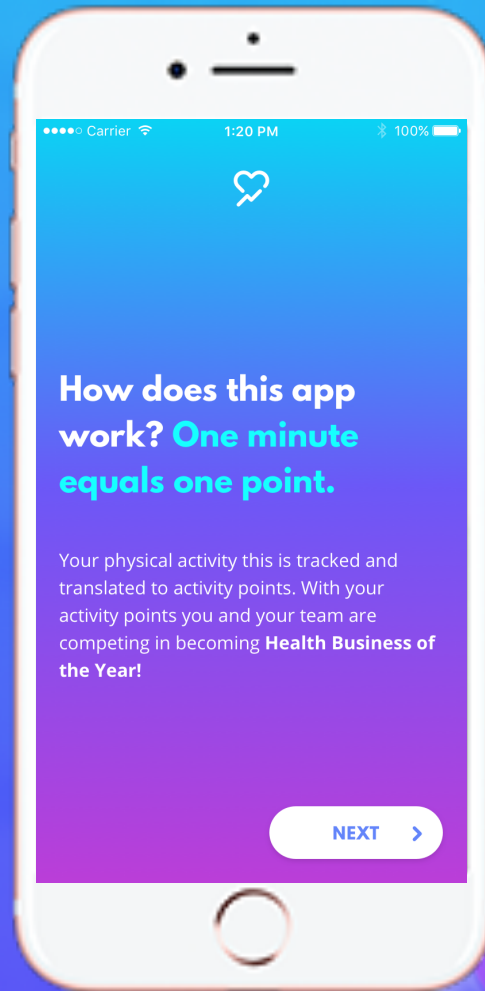 Carrier 1:20 PM 100%
How does this app
work? One minute
equals one point.
Your physical activity this is tracked and
translated to activity points. With your
activity points you and your team are
competing in becoming Health Business of
the Year!
NEXT